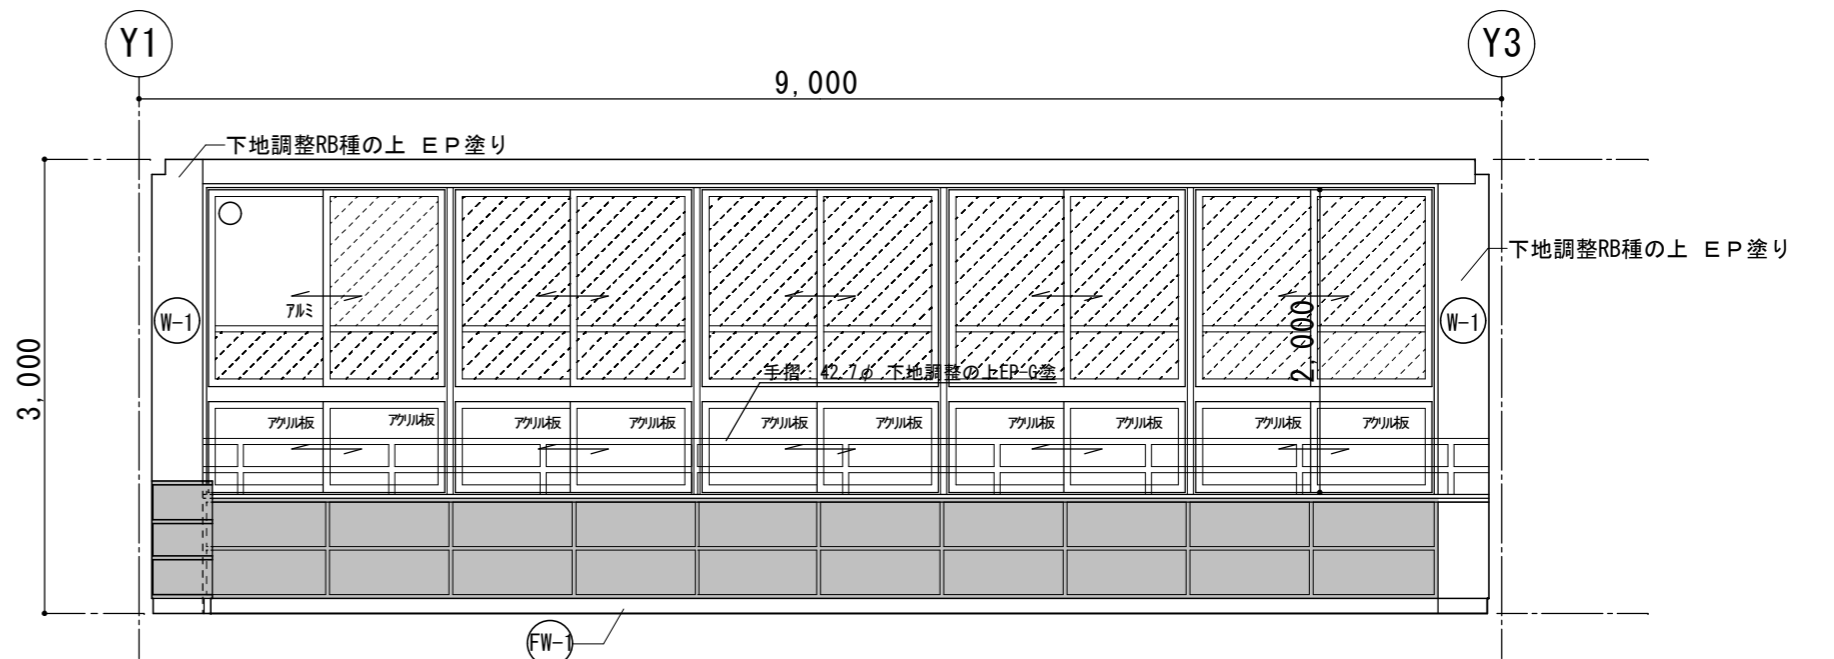 Y1
Y3
9,000
下地調整RB種の上 ＥＰ塗り
下地調整RB種の上 ＥＰ塗り
アルミ
W-1
W-1
3,000
2,000
手摺：42.7φ 下地調整の上EP-G塗
アクリル板 アクリル板 アクリル板 アクリル板 アクリル板 アクリル板 アクリル板 アクリル板 アクリル板 アクリル板
FW-1